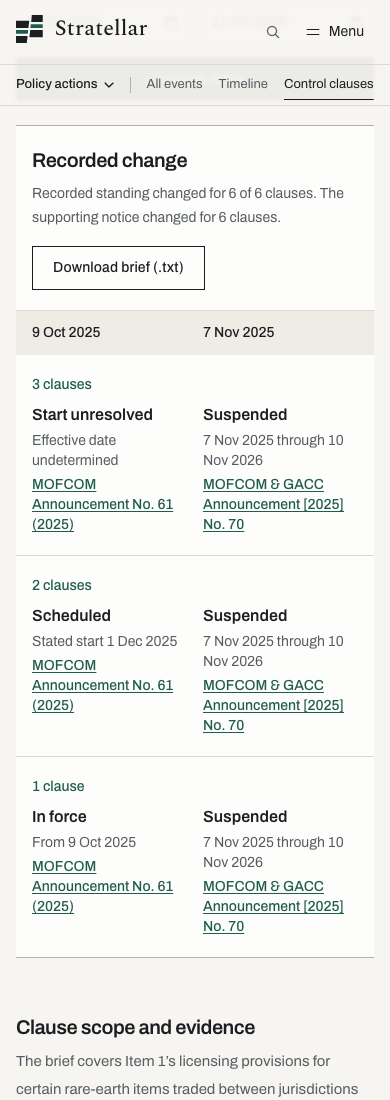 Stratellar
Menu
Policy actions
All events
Timeline
Control clauses
Recorded change
Recorded standing changed for 6 of 6 clauses. The
supporting notice changed for 6 clauses.
Download brief (.txt)
9 Oct 2025
7 Nov 2025
3 clauses
Start unresolved
Effective date
undetermined
MOFCOM
Announcement No. 61
(2025)
Suspended
7 Nov 2025 through 10
Nov 2026
MOFCOM & GACC
Announcement [2025]
No. 70
2 clauses
Scheduled
Stated start 1 Dec 2025
MOFCOM
Announcement No. 61
(2025)
Suspended
7 Nov 2025 through 10
Nov 2026
MOFCOM & GACC
Announcement [2025]
No. 70
1 clause
In force
From 9 Oct 2025
MOFCOM
Announcement No. 61
(2025)
Suspended
7 Nov 2025 through 10
Nov 2026
MOFCOM & GACC
Announcement [2025]
No. 70
Clause scope and evidence
The brief covers Item 1's licensing provisions for
certain rare-earth items traded between jurisdictions